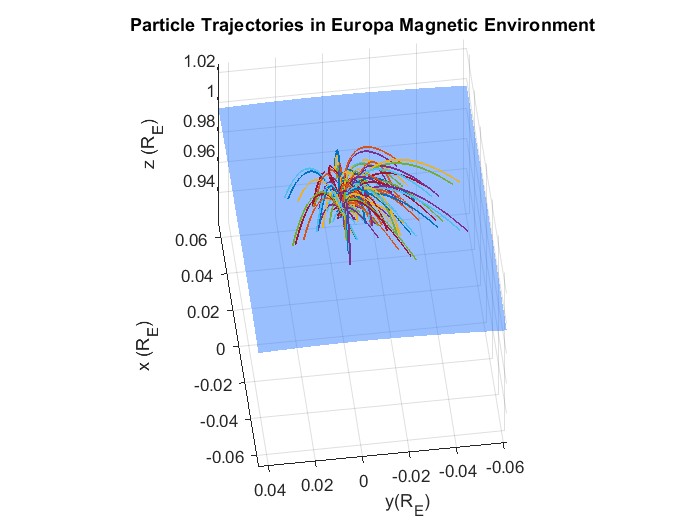 Particle Trajectories in Europa Magnetic Environment
1.02
1
0.98
0.96
0.94
z (R_E)
0.06
0.04
0.02
0
-0.02
-0.04
-0.06
x (R_E)
0.04 0.02 0 -0.02 -0.04 -0.06
y(R_E)